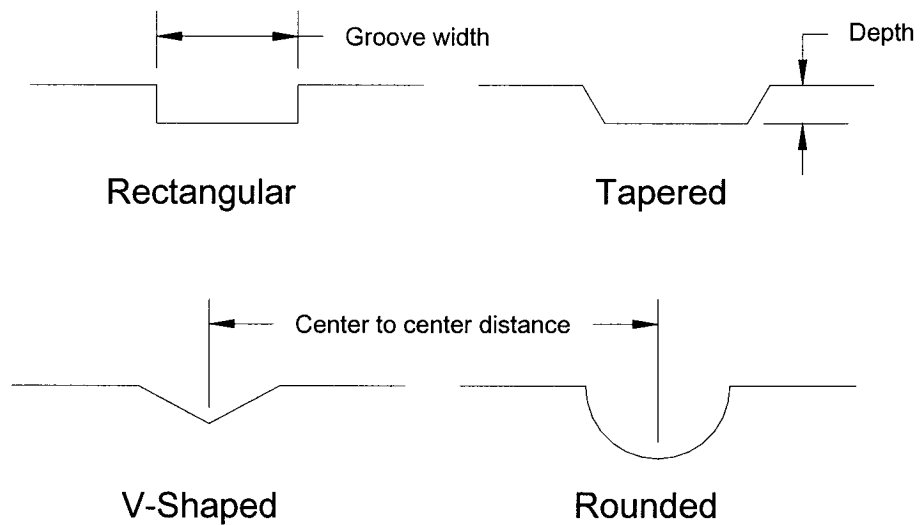 Groove width
Depth
Rectangular
Tapered
Center to center distance
V-Shaped
Rounded